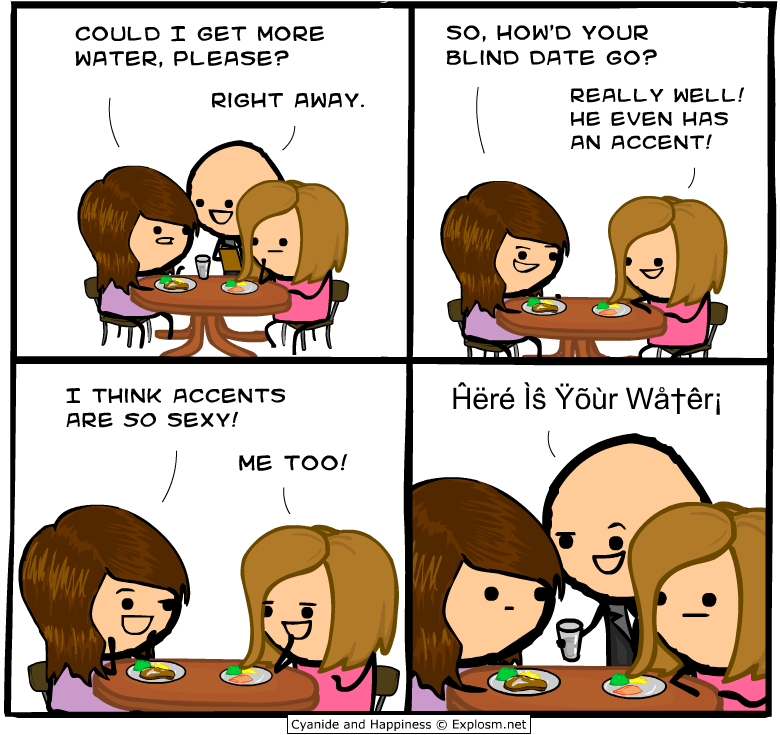 COULD I GET MORE
WATER, PLEASE?
RIGHT AWAY.
SO, HOW'D YOUR
BLIND DATE GO?
REALLY WELL!
HE EVEN HAS
AN ACCENT!
I THINK ACCENTS
ARE SO SEXY!
ME TOO!
Ĥëré Ìŝ Ÿõùr Wå†êr¡
Cyanide and Happiness © Explosm.net